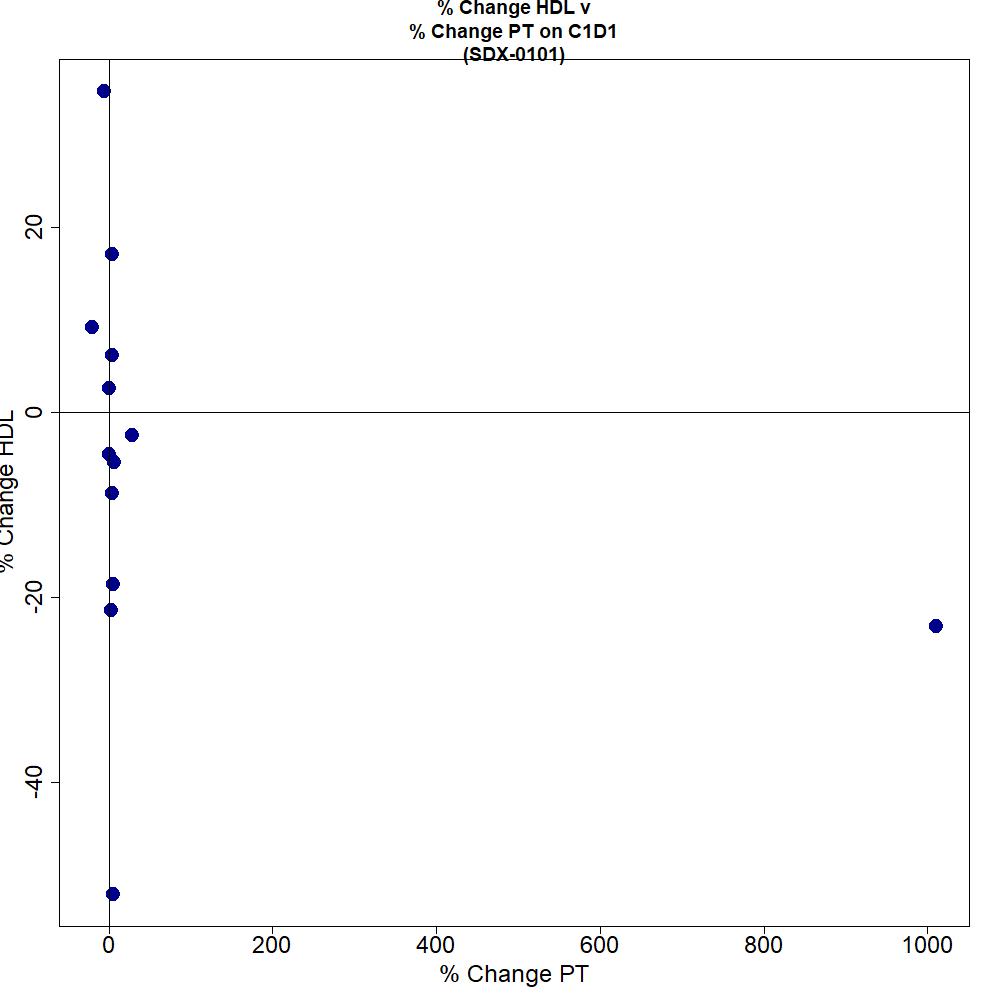 % Change HDL v
% Change PT on C1D1
(SDX-0101)
20
0
-20
-40
% Change HDL
0 200 400 600 800 1000
% Change PT